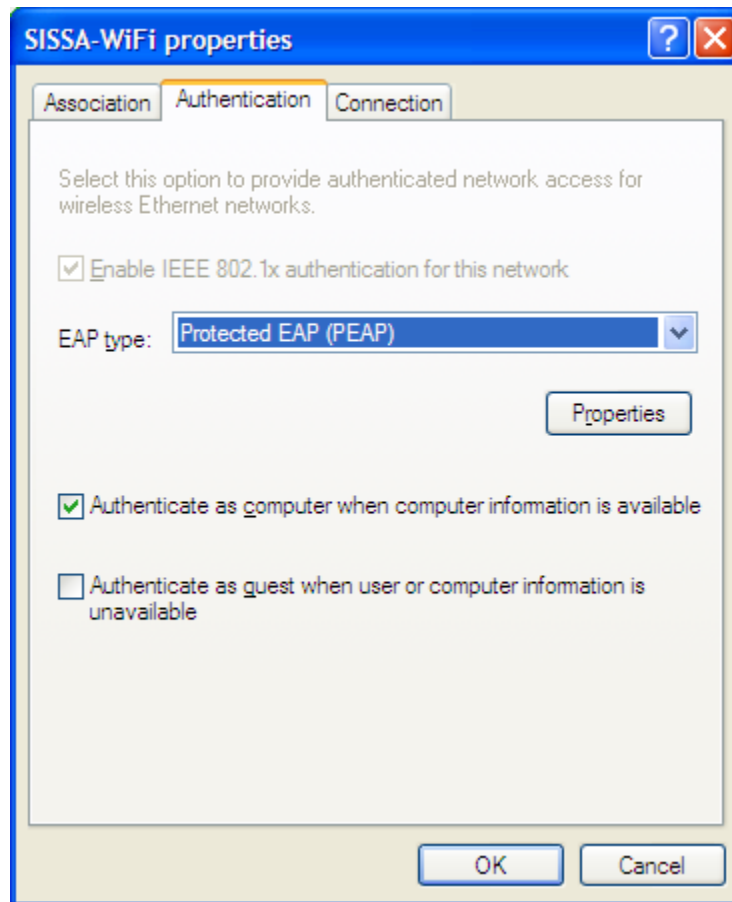 SISSA-WiFi properties
Association Authentication Connection
Select this option to provide authenticated network access for
wireless Ethernet networks.
Enable IEEE 802.1x authentication for this network
EAP type: Protected EAP (PEAP)
Properties
Authenticate as computer when computer information is available
Authenticate as guest when user or computer information is
unavailable
OK Cancel